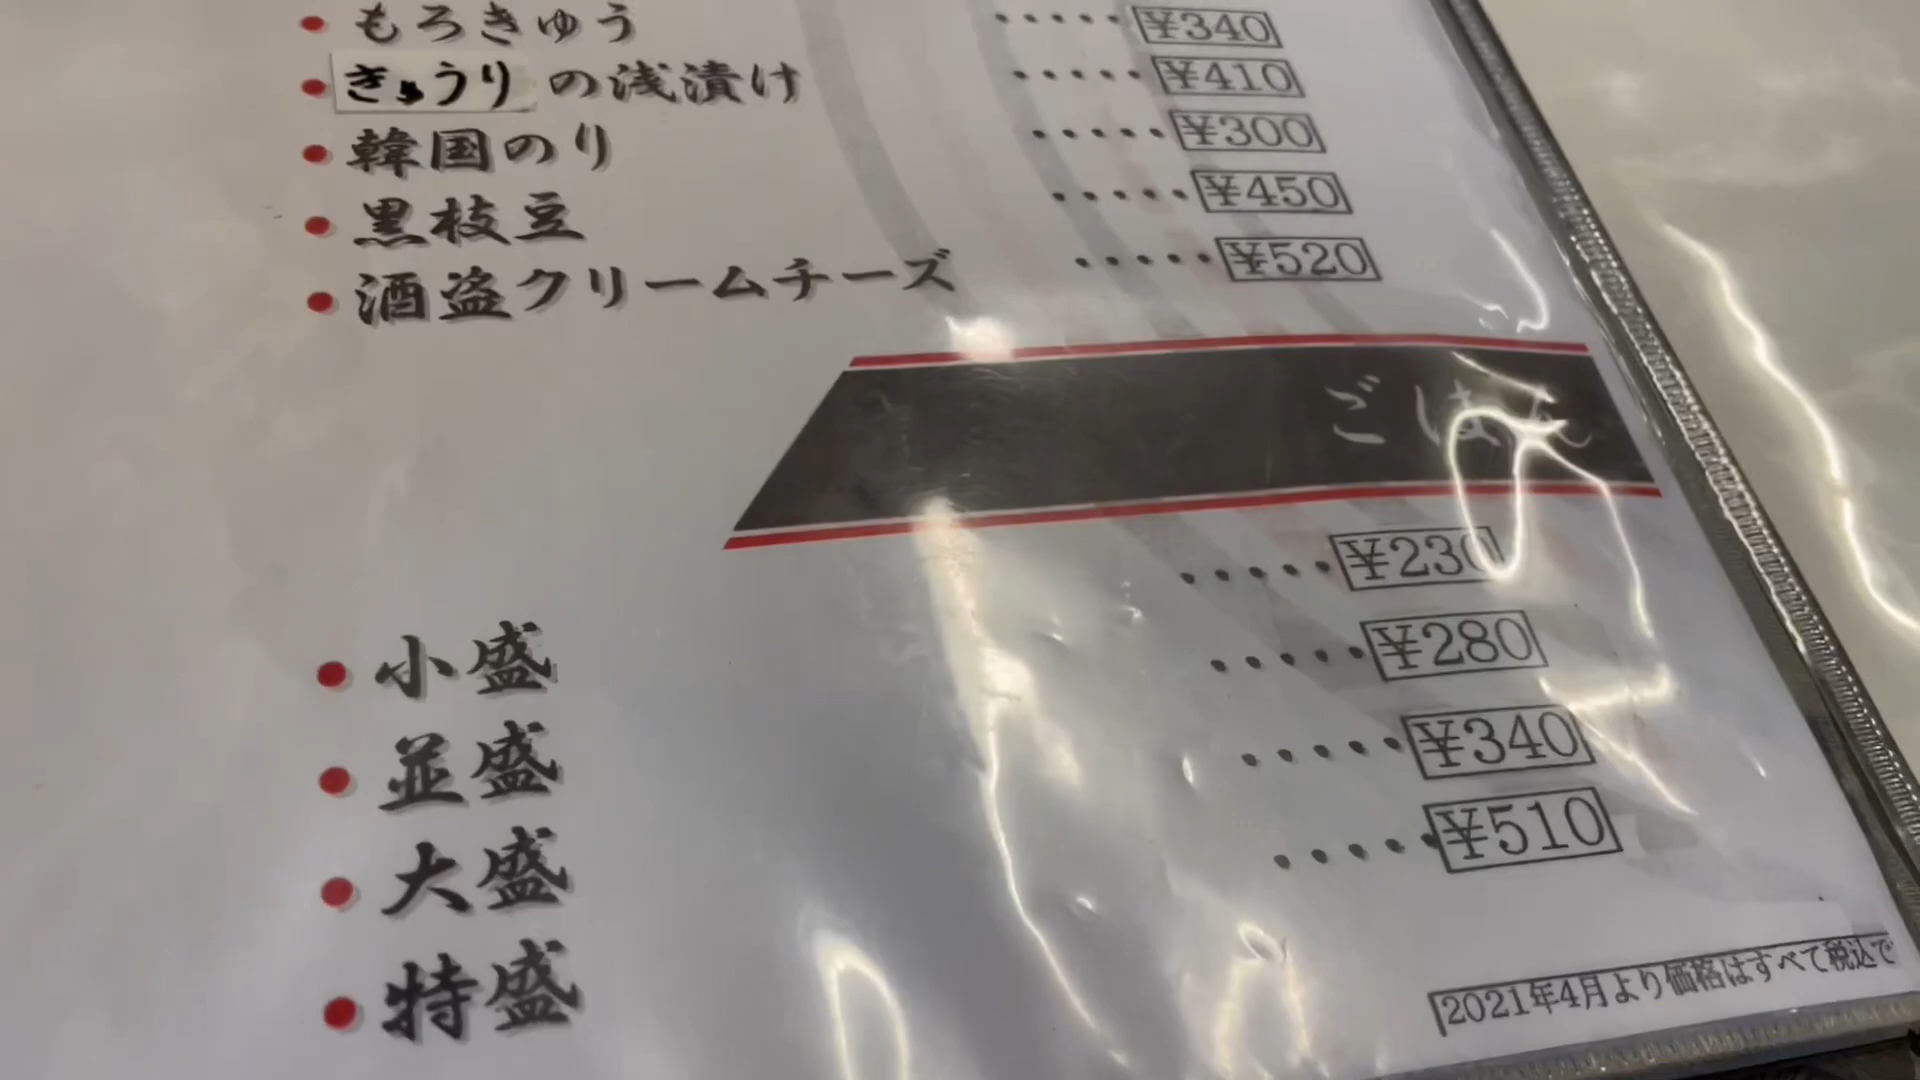 もろきゅう ・・・・・ ¥340
きゅうりの浅漬け ・・・・・ ¥410
韓国のり ・・・・・ ¥300
黒枝豆 ・・・・・ ¥450
酒盗クリームチーズ ・・・・・ ¥520
ごはん
小盛 ・・・・・ ¥230
並盛 ・・・・・ ¥280
大盛 ・・・・・ ¥340
特盛 ・・・・・ ¥510
2021年4月より価格はすべて税込で